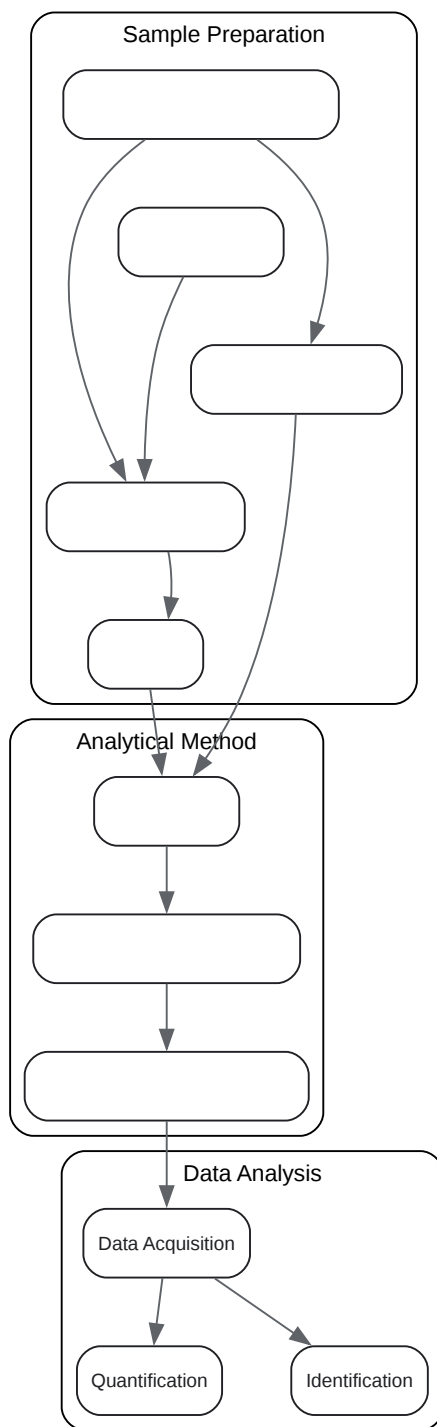 Sample Preparation
Analytical Method
Data Analysis
Data Acquisition
Quantification
Identification